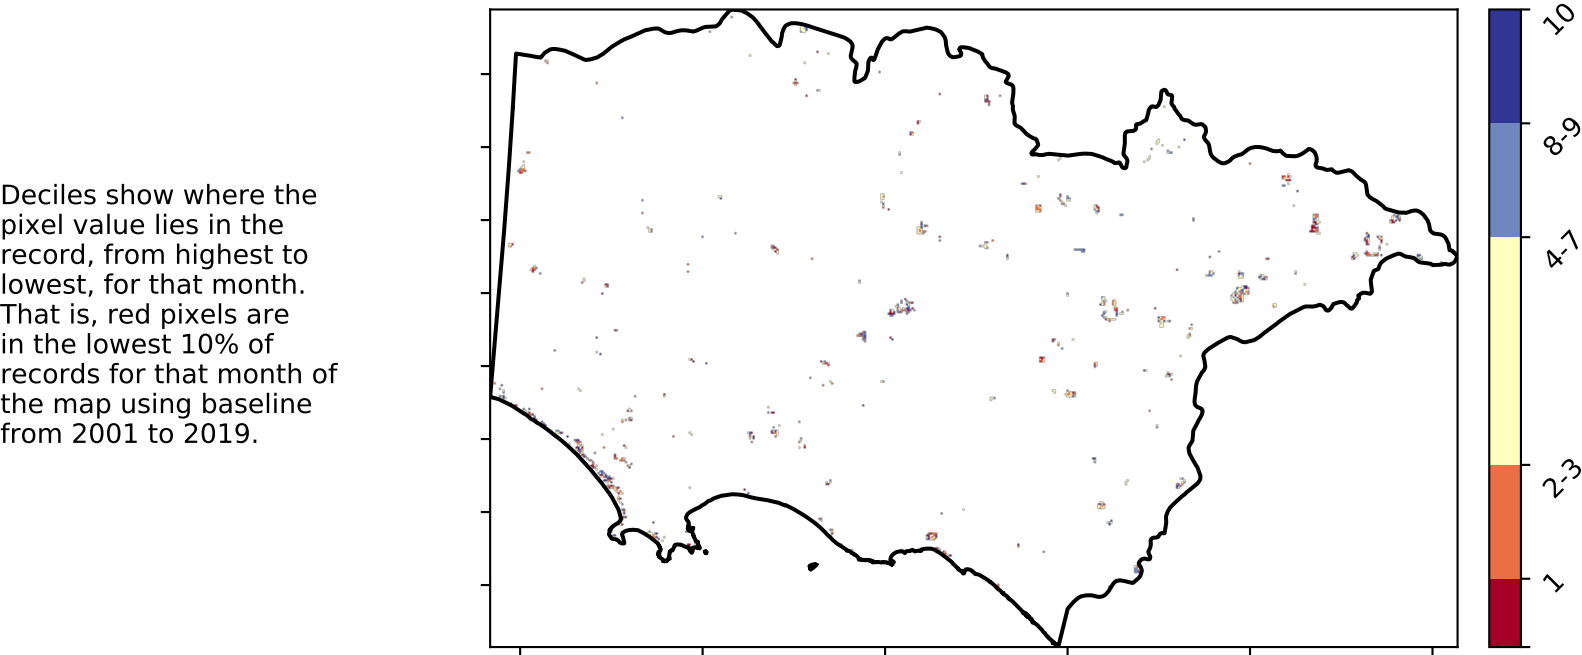 Deciles show where the
pixel value lies in the
record, from highest to
lowest, for that month.
That is, red pixels are
in the lowest 10% of
records for that month of
the map using baseline
from 2001 to 2019.
10
8-9
4-7
2-3
1